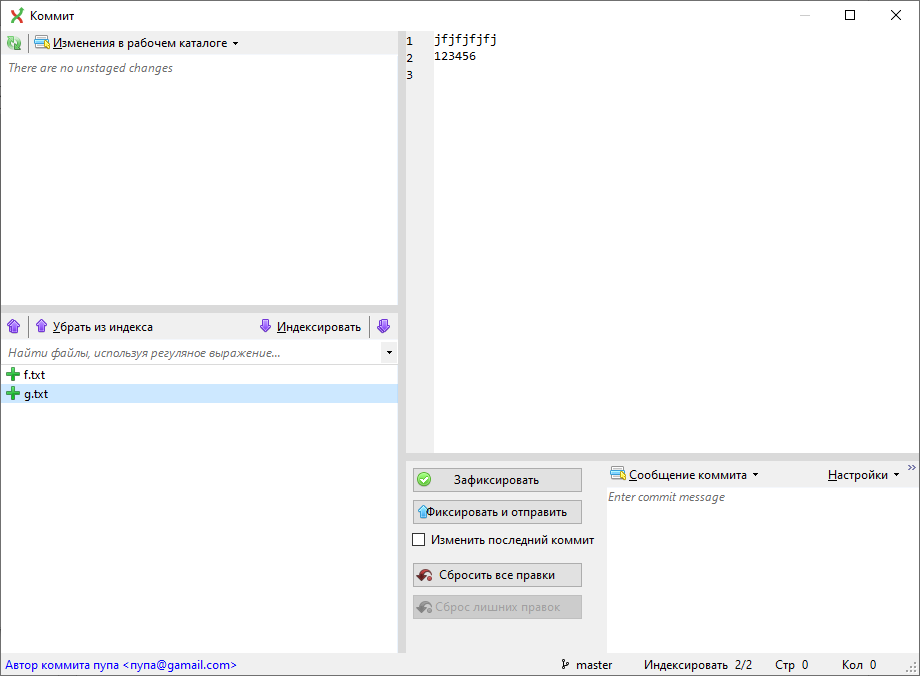 Коммит
Изменения в рабочем каталоге
There are no unstaged changes
1 jfjfjfjfj
2 123456
3
Убрать из индекса Индексировать
Найти файлы, используя регуляное выражение...
f.txt
g.txt
Зафиксировать
Фиксировать и отправить
Изменить последний коммит
Сбросить все правки
Сброс лишних правок
Сообщение коммита Настройки
Enter commit message
Автор коммита пупа <пупа@gamail.com> master Индексировать 2/2 Стр 0 Кол 0